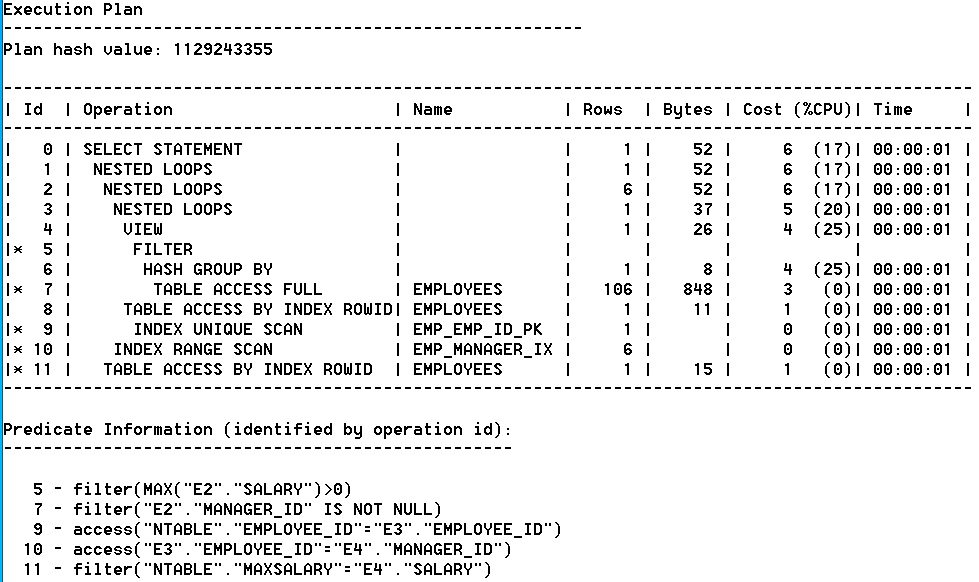 Execution Plan
----------------------------------------------------------
Plan hash value: 1129243355

-------------------------------------------------------------------------------------------------
| Id  | Operation                      | Name           | Rows  | Bytes | Cost (%CPU)| Time     |
-------------------------------------------------------------------------------------------------
|   0 | SELECT STATEMENT               |                |     1 |    52 |     6  (17)| 00:00:01 |
|   1 |  NESTED LOOPS                  |                |     1 |    52 |     6  (17)| 00:00:01 |
|   2 |   NESTED LOOPS                 |                |     6 |    52 |     6  (17)| 00:00:01 |
|   3 |    NESTED LOOPS                |                |     1 |    37 |     5  (20)| 00:00:01 |
|   4 |     VIEW                       |                |     1 |    26 |     4  (25)| 00:00:01 |
|*  5 |      FILTER                    |                |       |       |            |          |
|   6 |       HASH GROUP BY            |                |     1 |     8 |     4  (25)| 00:00:01 |
|*  7 |        TABLE ACCESS FULL       | EMPLOYEES      |   106 |   848 |     3   (0)| 00:00:01 |
|   8 |     TABLE ACCESS BY INDEX ROWID| EMPLOYEES      |     1 |    11 |     1   (0)| 00:00:01 |
|*  9 |      INDEX UNIQUE SCAN         | EMP_EMP_ID_PK  |     1 |       |     0   (0)| 00:00:01 |
|* 10 |    INDEX RANGE SCAN            | EMP_MANAGER_IX |     6 |       |     0   (0)| 00:00:01 |
|* 11 |   TABLE ACCESS BY INDEX ROWID  | EMPLOYEES      |     1 |    15 |     1   (0)| 00:00:01 |
-------------------------------------------------------------------------------------------------

Predicate Information (identified by operation id):
---------------------------------------------------

   5 - filter(MAX("E2"."SALARY")>0)
   7 - filter("E2"."MANAGER_ID" IS NOT NULL)
   9 - access("NTABLE"."EMPLOYEE_ID"="E3"."EMPLOYEE_ID")
  10 - access("E3"."EMPLOYEE_ID"="E4"."MANAGER_ID")
  11 - filter("NTABLE"."MAXSALARY"="E4"."SALARY")